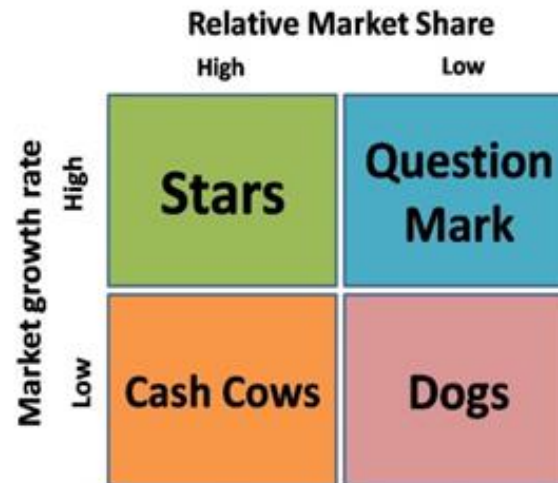 Relative Market Share
High
Low
Market growth rate
High
Stars
Question
Mark
Low
Cash Cows
Dogs